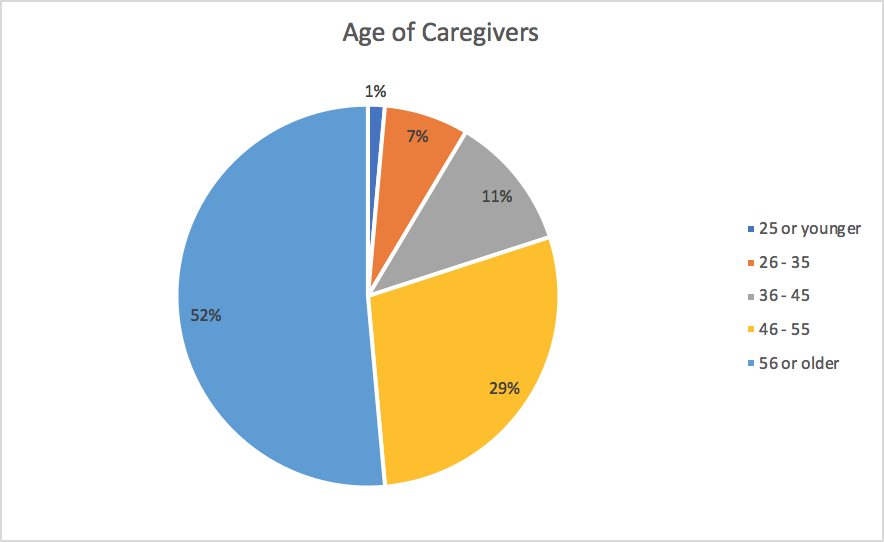 Age of Caregivers
1%
7%
11%
29%
52%
25 or younger
26 - 35
36 - 45
46 - 55
56 or older